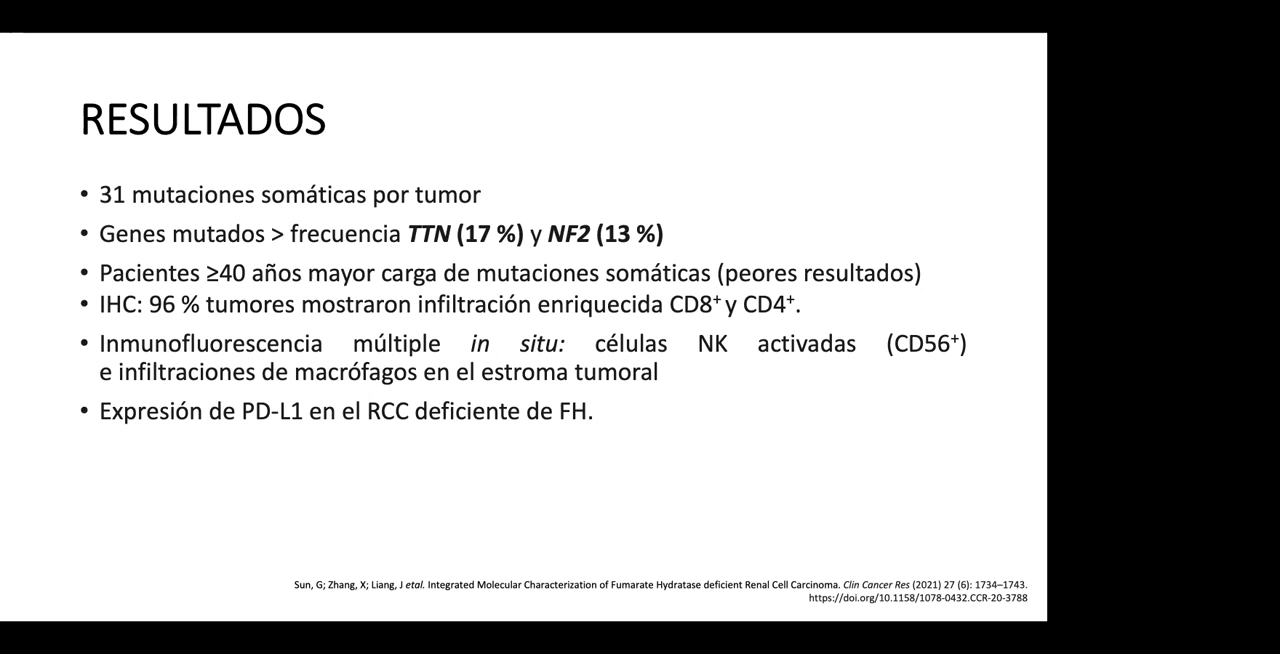 RESULTADOS
• 31 mutaciones somáticas por tumor
• Genes mutados > frecuencia TTN (17 %) y NF2 (13 %)
• Pacientes ≥40 años mayor carga de mutaciones somáticas (peores resultados)
• IHC: 96 % tumores mostraron infiltración enriquecida CD8⁺ y CD4⁺.
• Inmunofluorescencia múltiple in situ: células NK activadas (CD56⁺)
e infiltraciones de macrófagos en el estroma tumoral
• Expresión de PD-L1 en el RCC deficiente de FH.
Sun, G; Zhang, X; Liang, J etal. Integrated Molecular Characterization of Fumarate Hydratase deficient Renal Cell Carcinoma. Clin Cancer Res (2021) 27 (6): 1734–1743.
https://doi.org/10.1158/1078-0432.CCR-20-3788